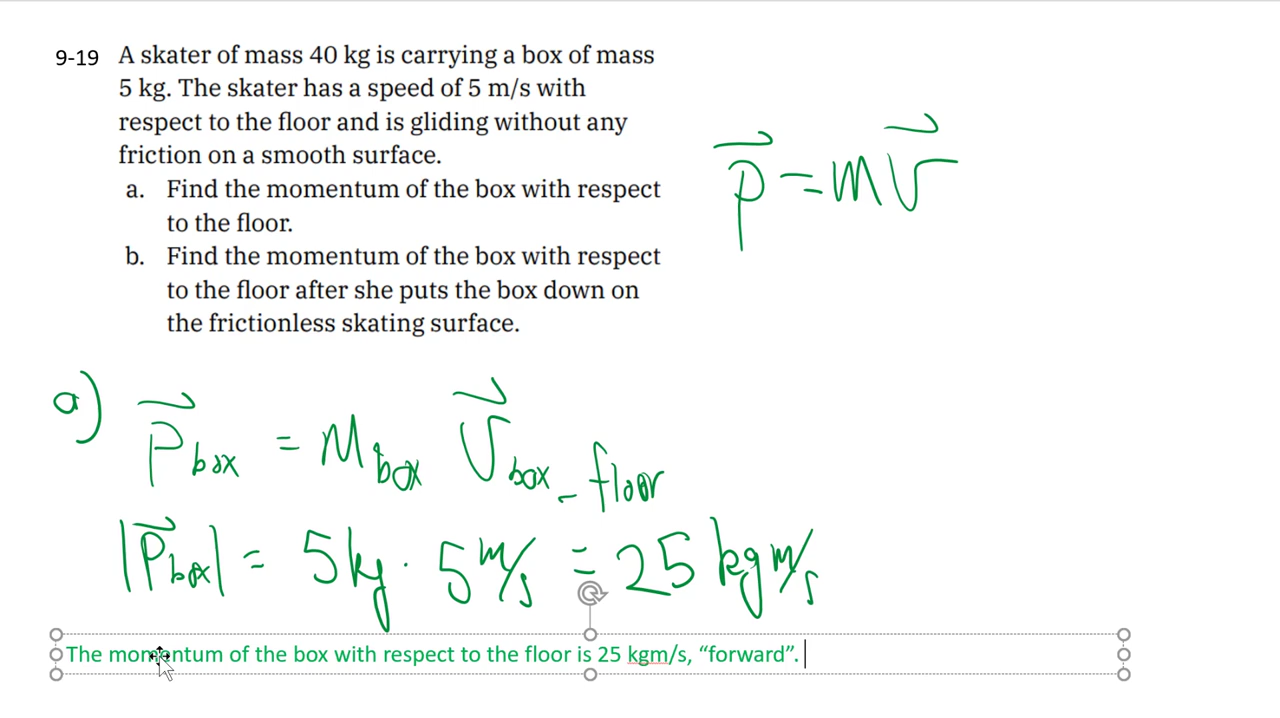 9-19 A skater of mass 40 kg is carrying a box of mass
5 kg. The skater has a speed of 5 m/s with
respect to the floor and is gliding without any
friction on a smooth surface.
a. Find the momentum of the box with respect
to the floor.
b. Find the momentum of the box with respect
to the floor after she puts the box down on
the frictionless skating surface.
p⃗ = mv⃗
a) P⃗box = Mbox v⃗box-floor
|P⃗box| = 5 kg · 5 m/s = 25 kg m/s
The momentum of the box with respect to the floor is 25 kgm/s, “forward”.